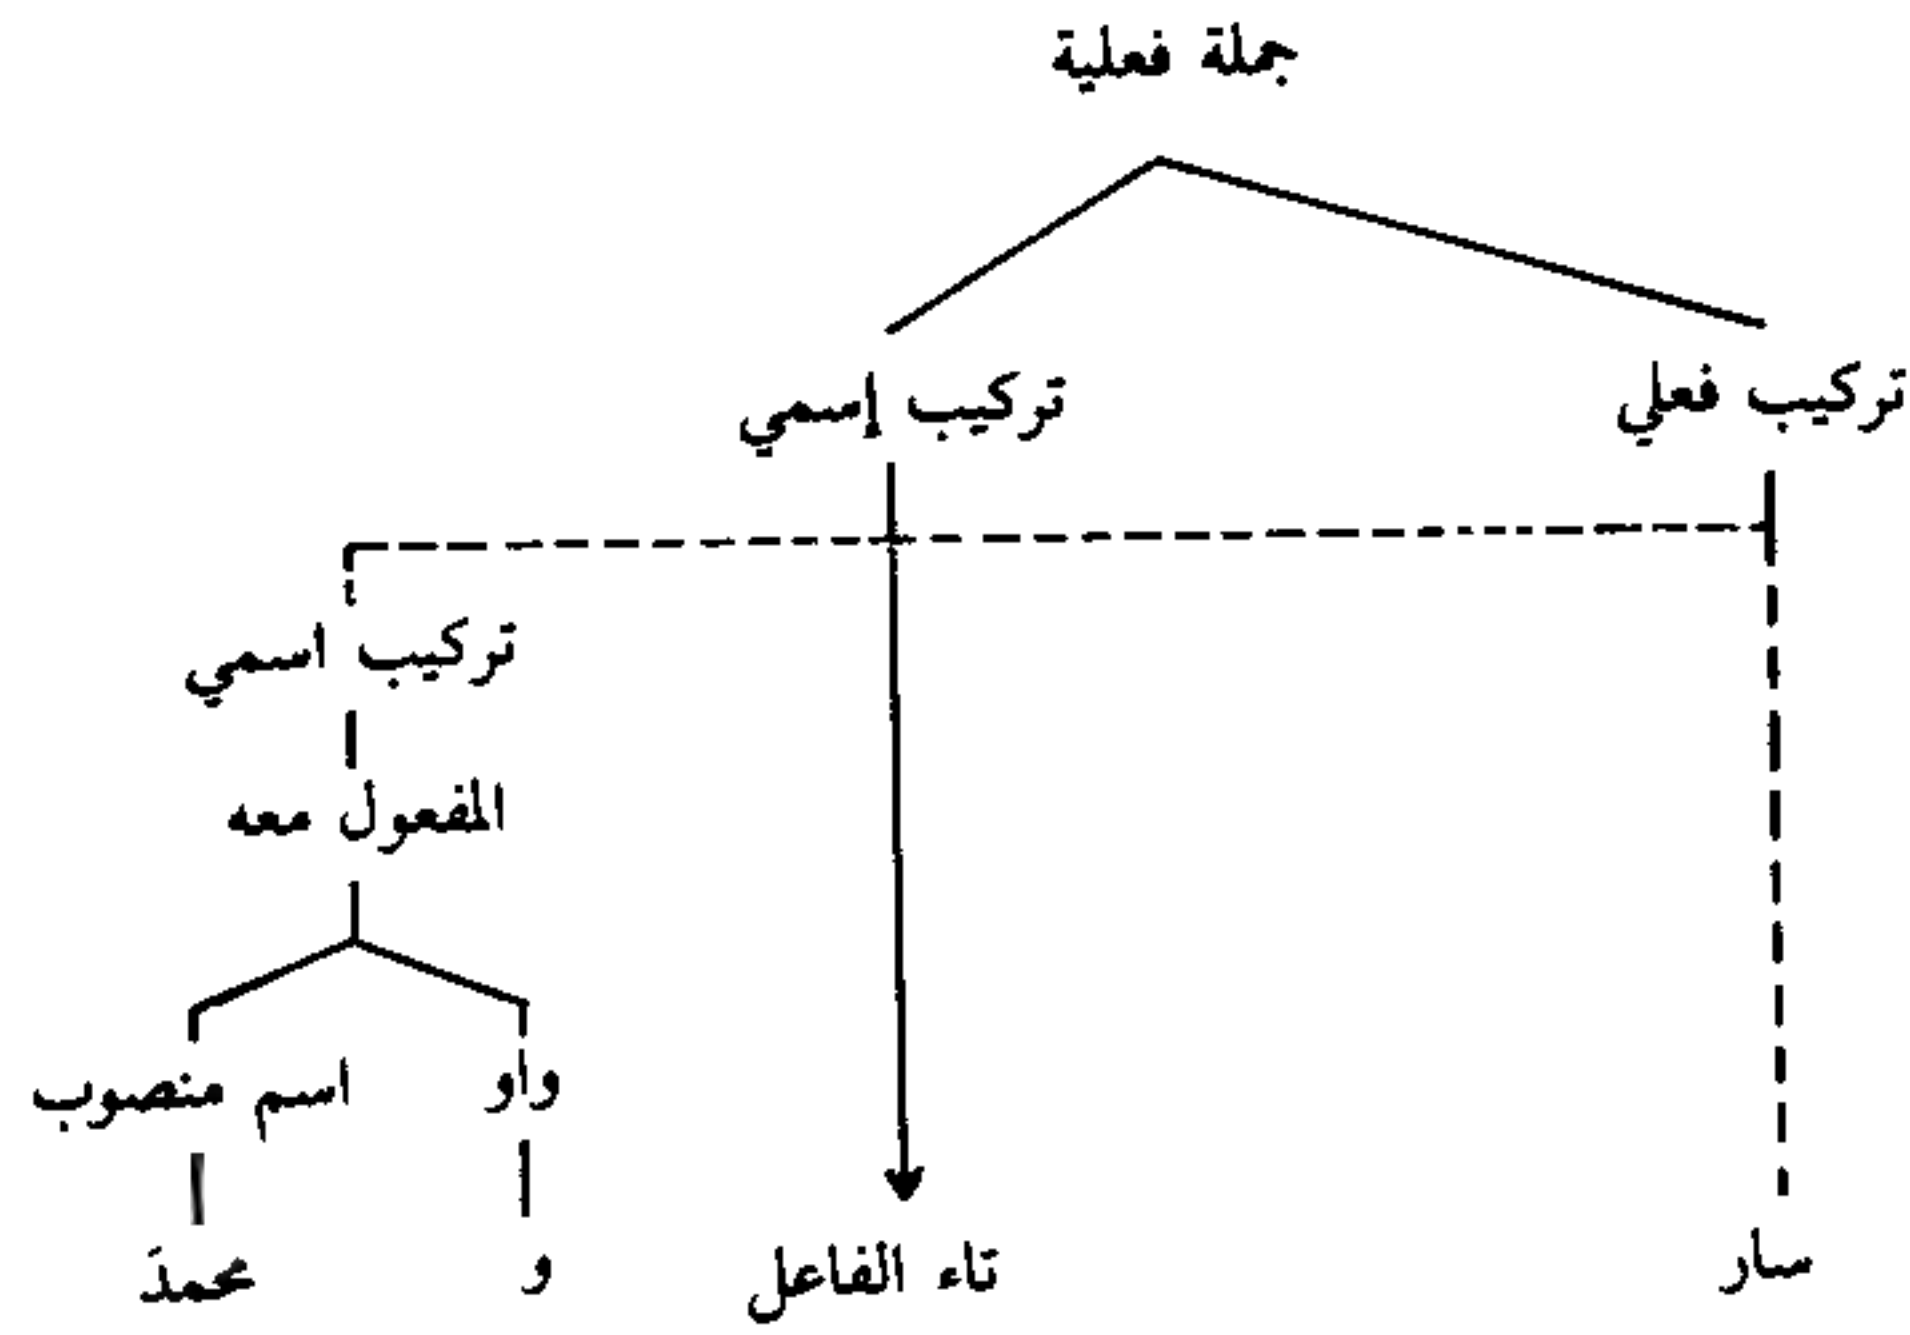 جملة فعلية
تركيب فعلي
تركيب إسمي
تركيب اسمي
المفعول معه
واو
اسم منصوب
سار
تاء الفاعل
و
محمدَ